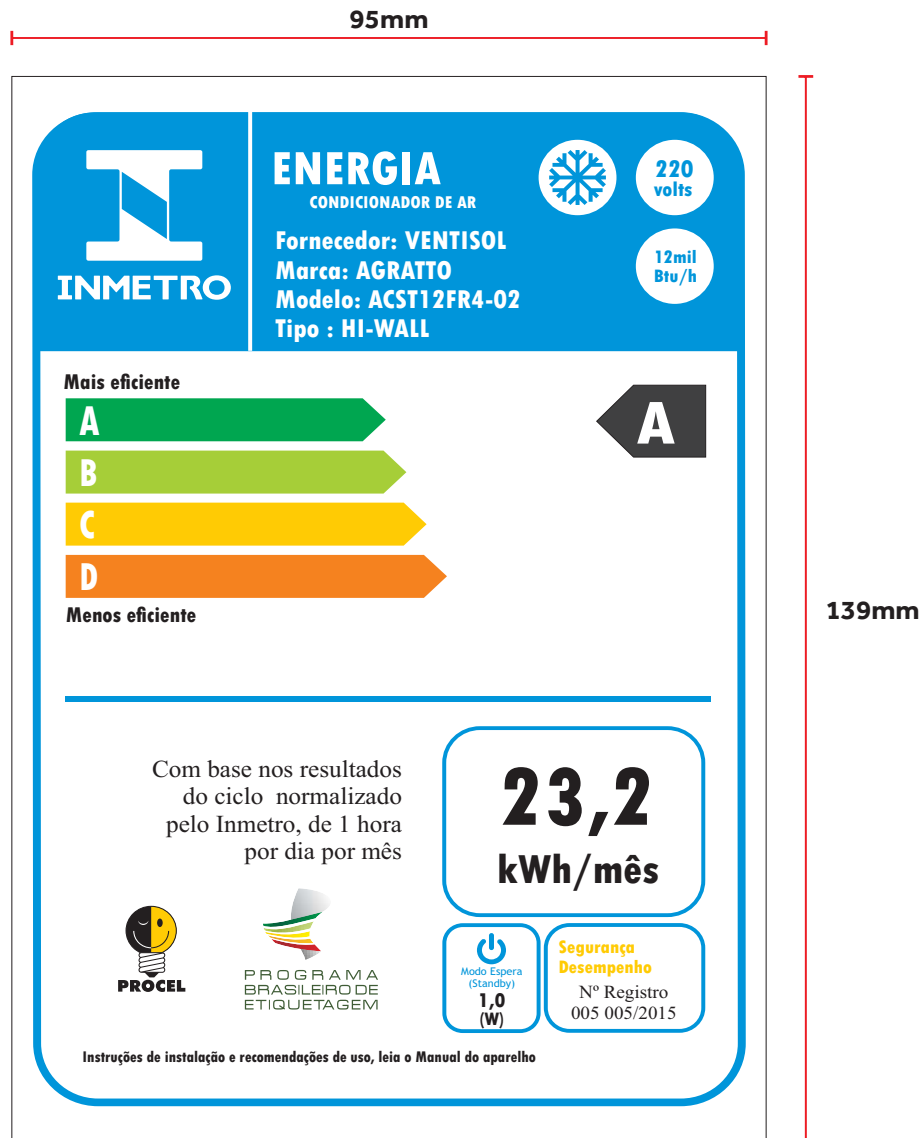 95mm
ENERGIA
CONDICIONADOR DE AR
220
volts
12mil
Btu/h
INMETRO
Fornecedor: VENTISOL
Marca: AGRATTO
Modelo: ACST12FR4-02
Tipo : HI-WALL
Mais eficiente
A
A
B
C
D
Menos eficiente
139mm
Com base nos resultados
do ciclo normalizado
pelo Inmetro, de 1 hora
por dia por mês
23,2
kWh/mês
PROCEL
PROGRAMA
BRASILEIRO DE
ETIQUETAGEM
Modo Espera
(Standby)
1,0
(W)
Segurança
Desempenho
Nº Registro
005 005/2015
Instruções de instalação e recomendações de uso, leia o Manual do aparelho